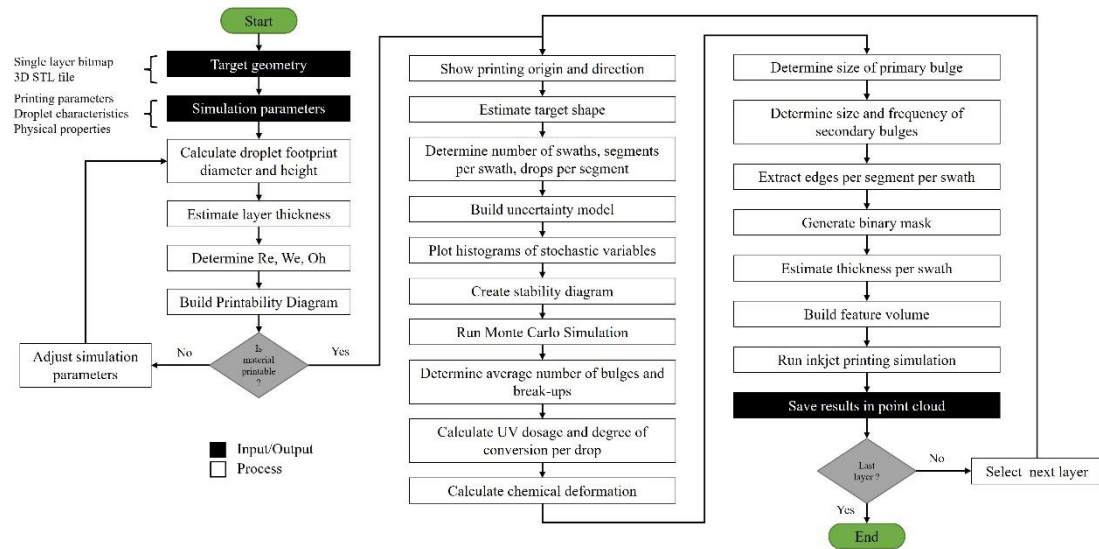 Start
Single layer bitmap
3D STL file
Target geometry
Printing parameters
Droplet characteristics
Physical properties
Simulation parameters
Calculate droplet footprint
diameter and height
Estimate layer thickness
Determine Re, We, Oh
Build Printability Diagram
Is
material
printable
?
No
Yes
Adjust simulation
parameters
Input/Output
Process
Show printing origin and direction
Estimate target shape
Determine number of swaths, segments
per swath, drops per segment
Build uncertainty model
Plot histograms of stochastic variables
Create stability diagram
Run Monte Carlo Simulation
Determine average number of bulges and
break-ups
Calculate UV dosage and degree of
conversion per drop
Calculate chemical deformation
Determine size of primary bulge
Determine size and frequency of
secondary bulges
Extract edges per segment per swath
Generate binary mask
Estimate thickness per swath
Build feature volume
Run inkjet printing simulation
Save results in point cloud
Last
layer ?
No
Select next layer
Yes
End